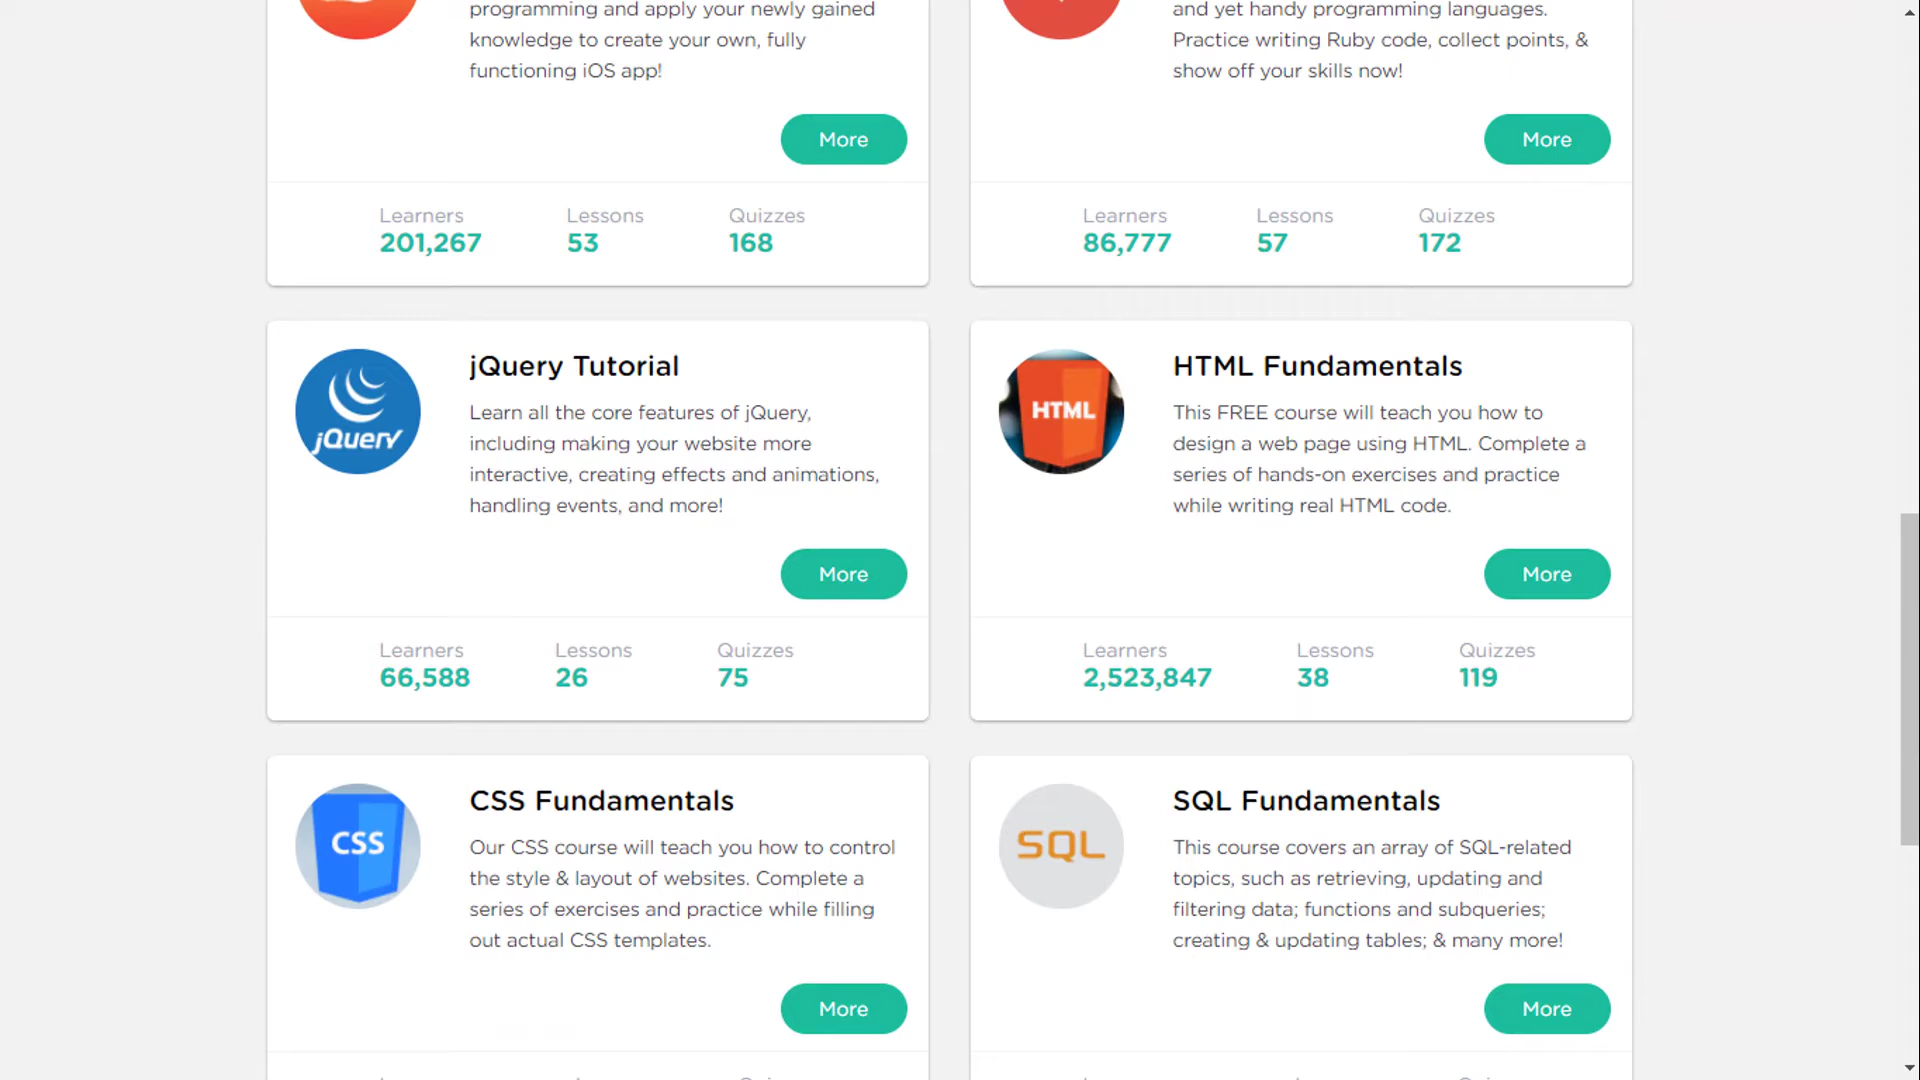 programming and apply your newly gained
knowledge to create your own, fully
functioning iOS app!
More
Learners Lessons Quizzes
201,267 53 168
and yet handy programming languages.
Practice writing Ruby code, collect points, &
show off your skills now!
More
Learners Lessons Quizzes
86,777 57 172
jQuery
jQuery Tutorial
Learn all the core features of jQuery,
including making your website more
interactive, creating effects and animations,
handling events, and more!
More
Learners Lessons Quizzes
66,588 26 75
HTML
HTML Fundamentals
This FREE course will teach you how to
design a web page using HTML. Complete a
series of hands-on exercises and practice
while writing real HTML code.
More
Learners Lessons Quizzes
2,523,847 38 119
CSS
CSS Fundamentals
Our CSS course will teach you how to control
the style & layout of websites. Complete a
series of exercises and practice while filling
out actual CSS templates.
More
SQL
SQL Fundamentals
This course covers an array of SQL-related
topics, such as retrieving, updating and
filtering data; functions and subqueries;
creating & updating tables; & many more!
More